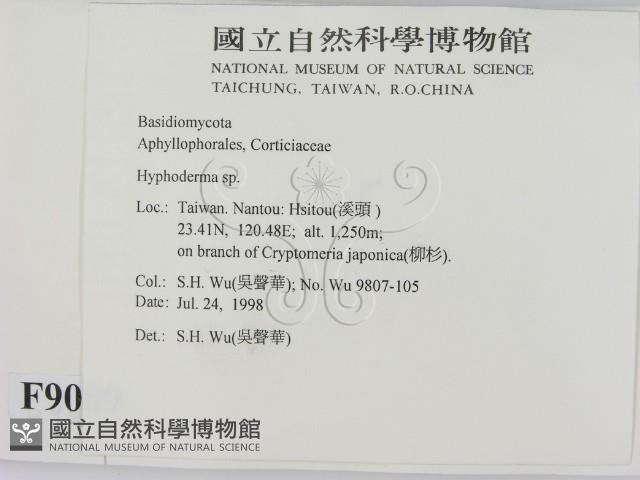 國立自然科學博物館
NATIONAL MUSEUM OF NATURAL SCIENCE
TAICHUNG, TAIWAN, R.O.CHINA
Basidiomycota
Aphyllophorales, Corticiaceae
Hyphoderma sp.
Loc.: Taiwan. Nantou: Hsitou(溪頭)
23.41N, 120.48E; alt. 1,250m;
on branch of Cryptomeria japonica(柳杉).
Col.: S.H. Wu(吳聲華); No. Wu 9807-105
Date: Jul. 24, 1998
Det.: S.H. Wu(吳聲華)
F90
國立自然科學博物館
NATIONAL MUSEUM OF NATURAL SCIENCE